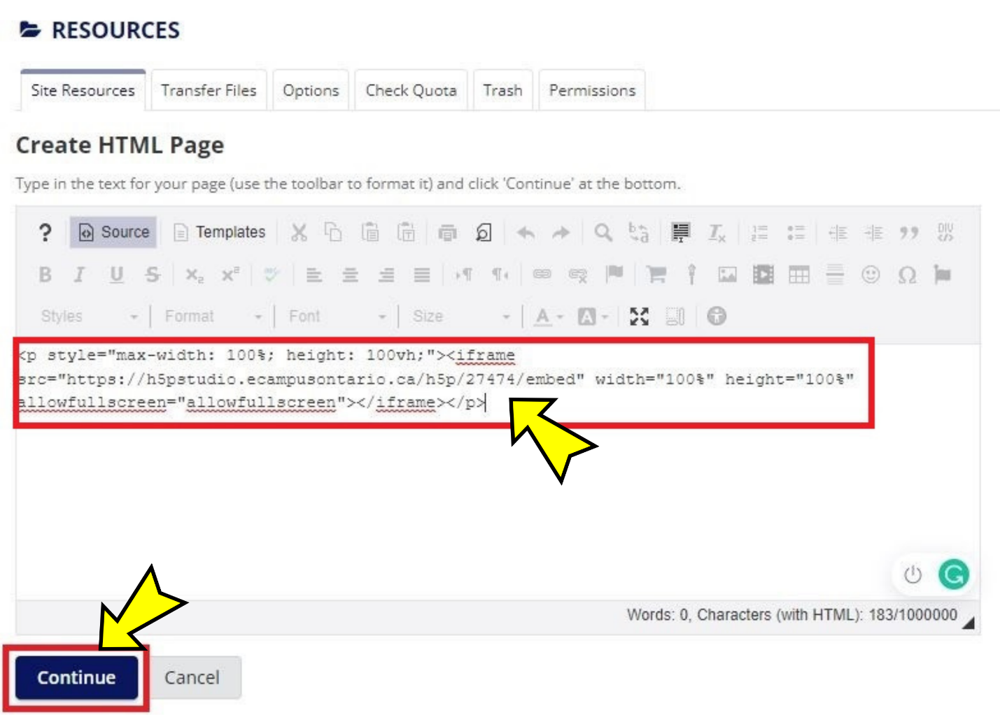 RESOURCES
Site Resources Transfer Files Options Check Quota Trash Permissions
Create HTML Page
Type in the text for your page (use the toolbar to format it) and click 'Continue' at the bottom.
? Source Templates
B I U S x₂ x²
Styles Format Font Size A A
<p style="max-width: 100%; height: 100vh;"><iframe
src="https://h5pstudio.ecampusontario.ca/h5p/27474/embed" width="100%" height="100%"
allowfullscreen="allowfullscreen"></iframe></p>
Words: 0, Characters (with HTML): 183/1000000
Continue Cancel